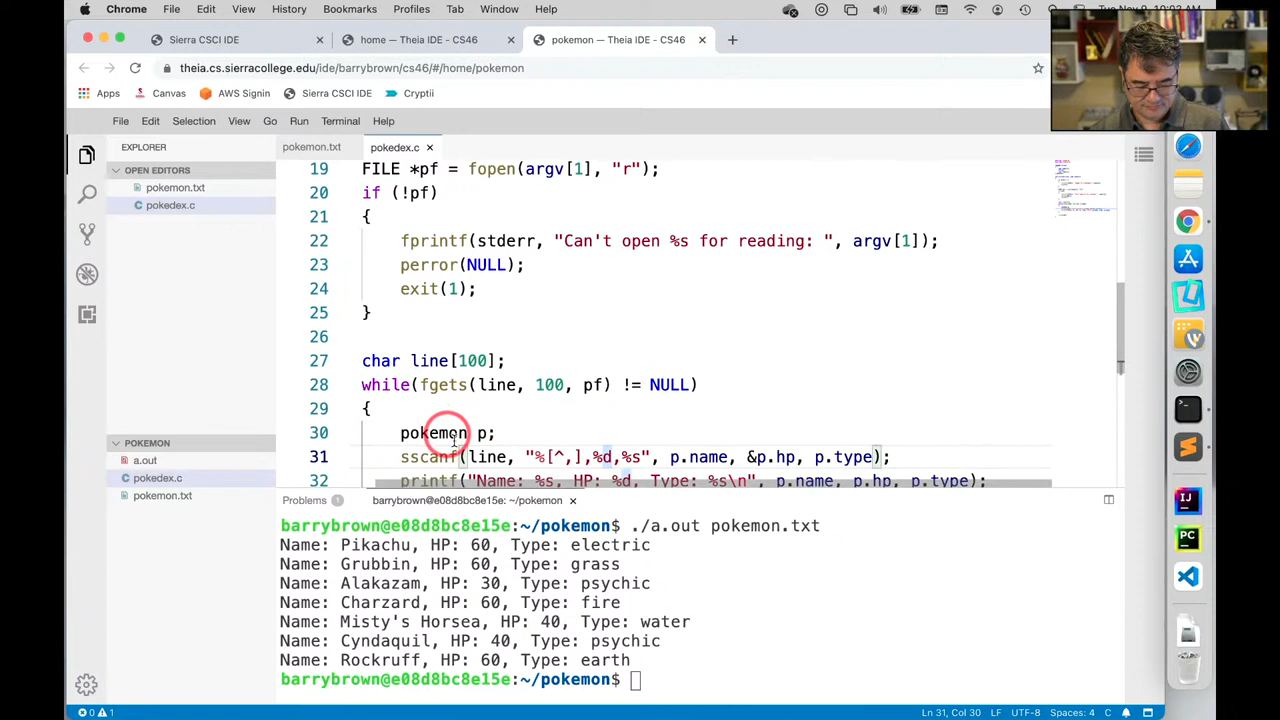 Chrome File Edit View History Bookmarks Profiles Tab Window Help
Sierra CSCI IDE
ome — Theia IDE - CS46
pokemon — Theia IDE - CS46
theia.cs.sierracollege.edu/ide/barrybrown/cs46/#/home/pokemon
Apps Canvas AWS Signin Sierra CSCI IDE Cryptii
File Edit Selection View Go Run Terminal Help
EXPLORER
OPEN EDITORS
pokemon.txt
pokedex.c
POKEMON
a.out
pokedex.c
pokemon.txt
pokemon.txt pokedex.c
19 FILE *pf = fopen(argv[1], "r");
20 if (!pf)
21
22 fprintf(stderr, "Can't open %s for reading: ", argv[1]);
23 perror(NULL);
24 exit(1);
25 }
26
27 char line[100];
28 while(fgets(line, 100, pf) != NULL)
29 {
30 pokemon p;
31 sscanf(line, "%[^,],%d,%s", p.name, &p.hp, p.type);
32 printf("Name: %s, HP: %d, Type: %s\n", p.name, p.hp, p.type);
Problems 1 barrybrown@e08d8bc8e15e: ~/pokemon
barrybrown@e08d8bc8e15e:~/pokemon$ ./a.out pokemon.txt
Name: Pikachu, HP: 60, Type: electric
Name: Grubbin, HP: 60, Type: grass
Name: Alakazam, HP: 30, Type: psychic
Name: Charzard, HP: 60, Type: fire
Name: Misty's Horsea, HP: 40, Type: water
Name: Cyndaquil, HP: 40, Type: psychic
Name: Rockruff, HP: 60, Type: earth
barrybrown@e08d8bc8e15e:~/pokemon$
0 1 Ln 31, Col 30 LF UTF-8 Spaces: 4 C
IJ
PC